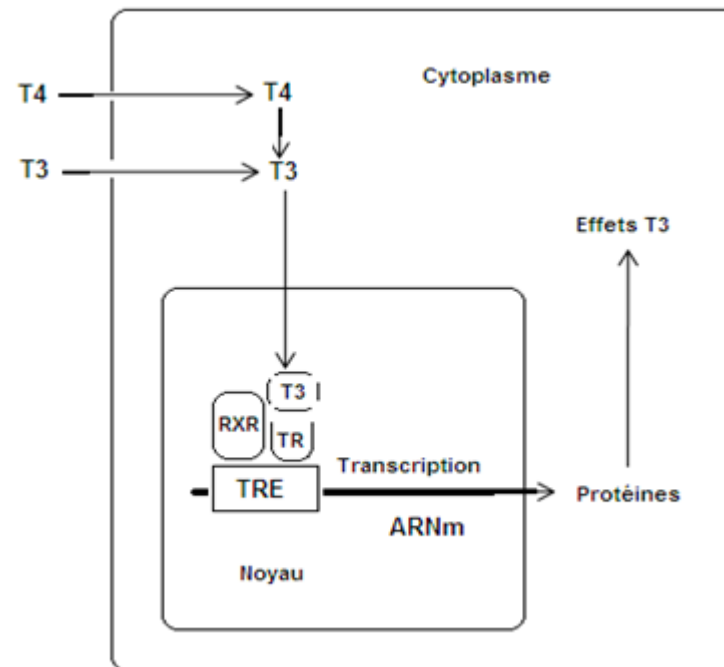 Cytoplasme
T4
T4
T3
T3
Effets T3
T3
RXR
TR
Transcription
TRE
Protéines
ARNm
Noyau